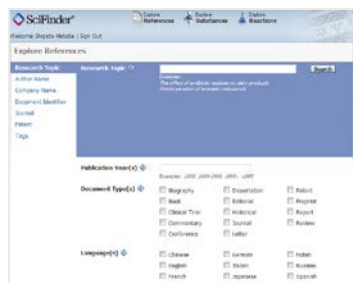 SciFinder®
Explore References
Explore Substances
Explore Reactions
Welcome Shigeto | Sign Out
Explore References
Research Topic
Author Name
Company Name
Document Identifier
Journal
Patent
Tags
Research Topic
Search
Examples:
The effect of antibiotic residues on dairy products
Photocyanation of aromatic compounds
Publication Year(s)
Examples: 1995, 1995-1999, 1995-, -1995
Document Type(s)
Biography
Book
Clinical Trial
Commentary
Conference
Dissertation
Editorial
Historical
Journal
Letter
Patent
Preprint
Report
Review
Language(s)
Chinese
English
French
German
Italian
Japanese
Polish
Russian
Spanish